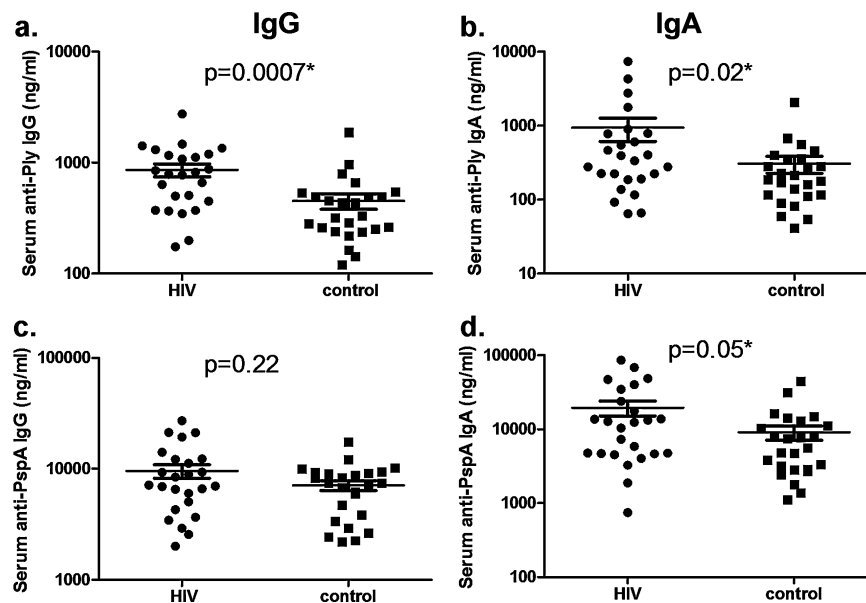 IgG
IgA
a.
Serum anti-Ply IgG (ng/ml)
10000
1000
100
p=0.0007*
HIV
control
b.
Serum anti-Ply IgA (ng/ml)
10000
1000
100
10
p=0.02*
HIV
control
c.
Serum anti-PspA IgG (ng/ml)
100000
10000
1000
p=0.22
HIV
control
d.
Serum anti-PspA IgA (ng/ml)
100000
10000
1000
100
p=0.05*
HIV
control